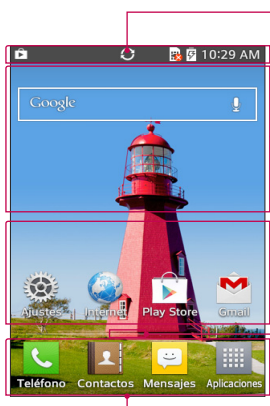 10:29 AM
Google
Ajustes Internet Play Store Gmail
Teléfono Contactos Mensajes Aplicaciones